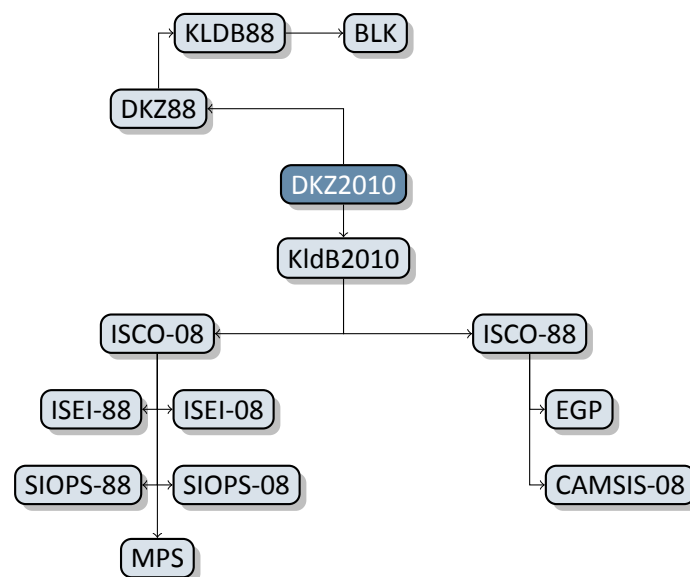 KLDB88 BLK
DKZ88
DKZ2010
KldB2010
ISCO-08 ISCO-88
ISEI-88 ISEI-08 EGP
SIOPS-88 SIOPS-08 CAMSIS-08
MPS